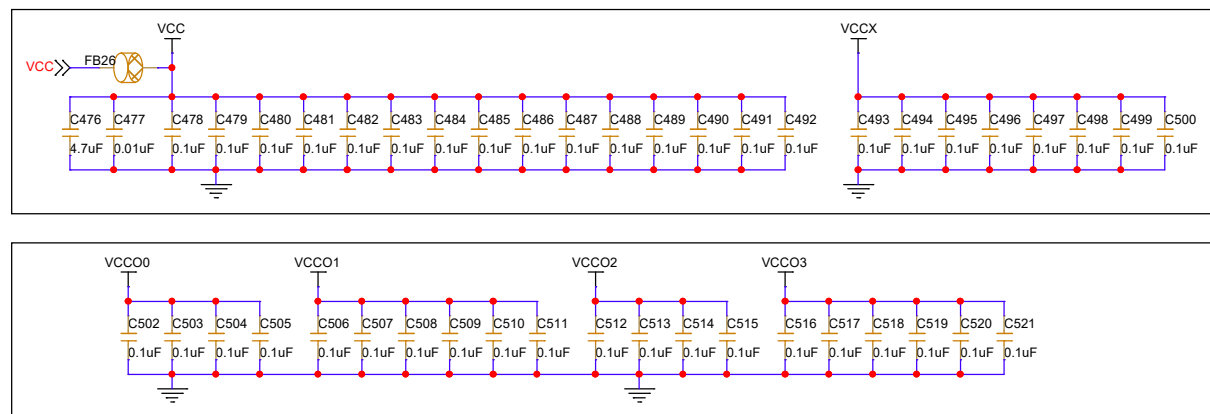 VCC
VCCX
VCC
FB26
C476 C477 C478 C479 C480 C481 C482 C483 C484 C485 C486 C487 C488 C489 C490 C491 C492 C493 C494 C495 C496 C497 C498 C499 C500
4.7uF 0.01uF 0.1uF 0.1uF 0.1uF 0.1uF 0.1uF 0.1uF 0.1uF 0.1uF 0.1uF 0.1uF 0.1uF 0.1uF 0.1uF 0.1uF 0.1uF 0.1uF 0.1uF 0.1uF 0.1uF 0.1uF 0.1uF 0.1uF 0.1uF
VCCO0 VCCO1 VCCO2 VCCO3
C502 C503 C504 C505 C506 C507 C508 C509 C510 C511 C512 C513 C514 C515 C516 C517 C518 C519 C520 C521
0.1uF 0.1uF 0.1uF 0.1uF 0.1uF 0.1uF 0.1uF 0.1uF 0.1uF 0.1uF 0.1uF 0.1uF 0.1uF 0.1uF 0.1uF 0.1uF 0.1uF 0.1uF 0.1uF 0.1uF